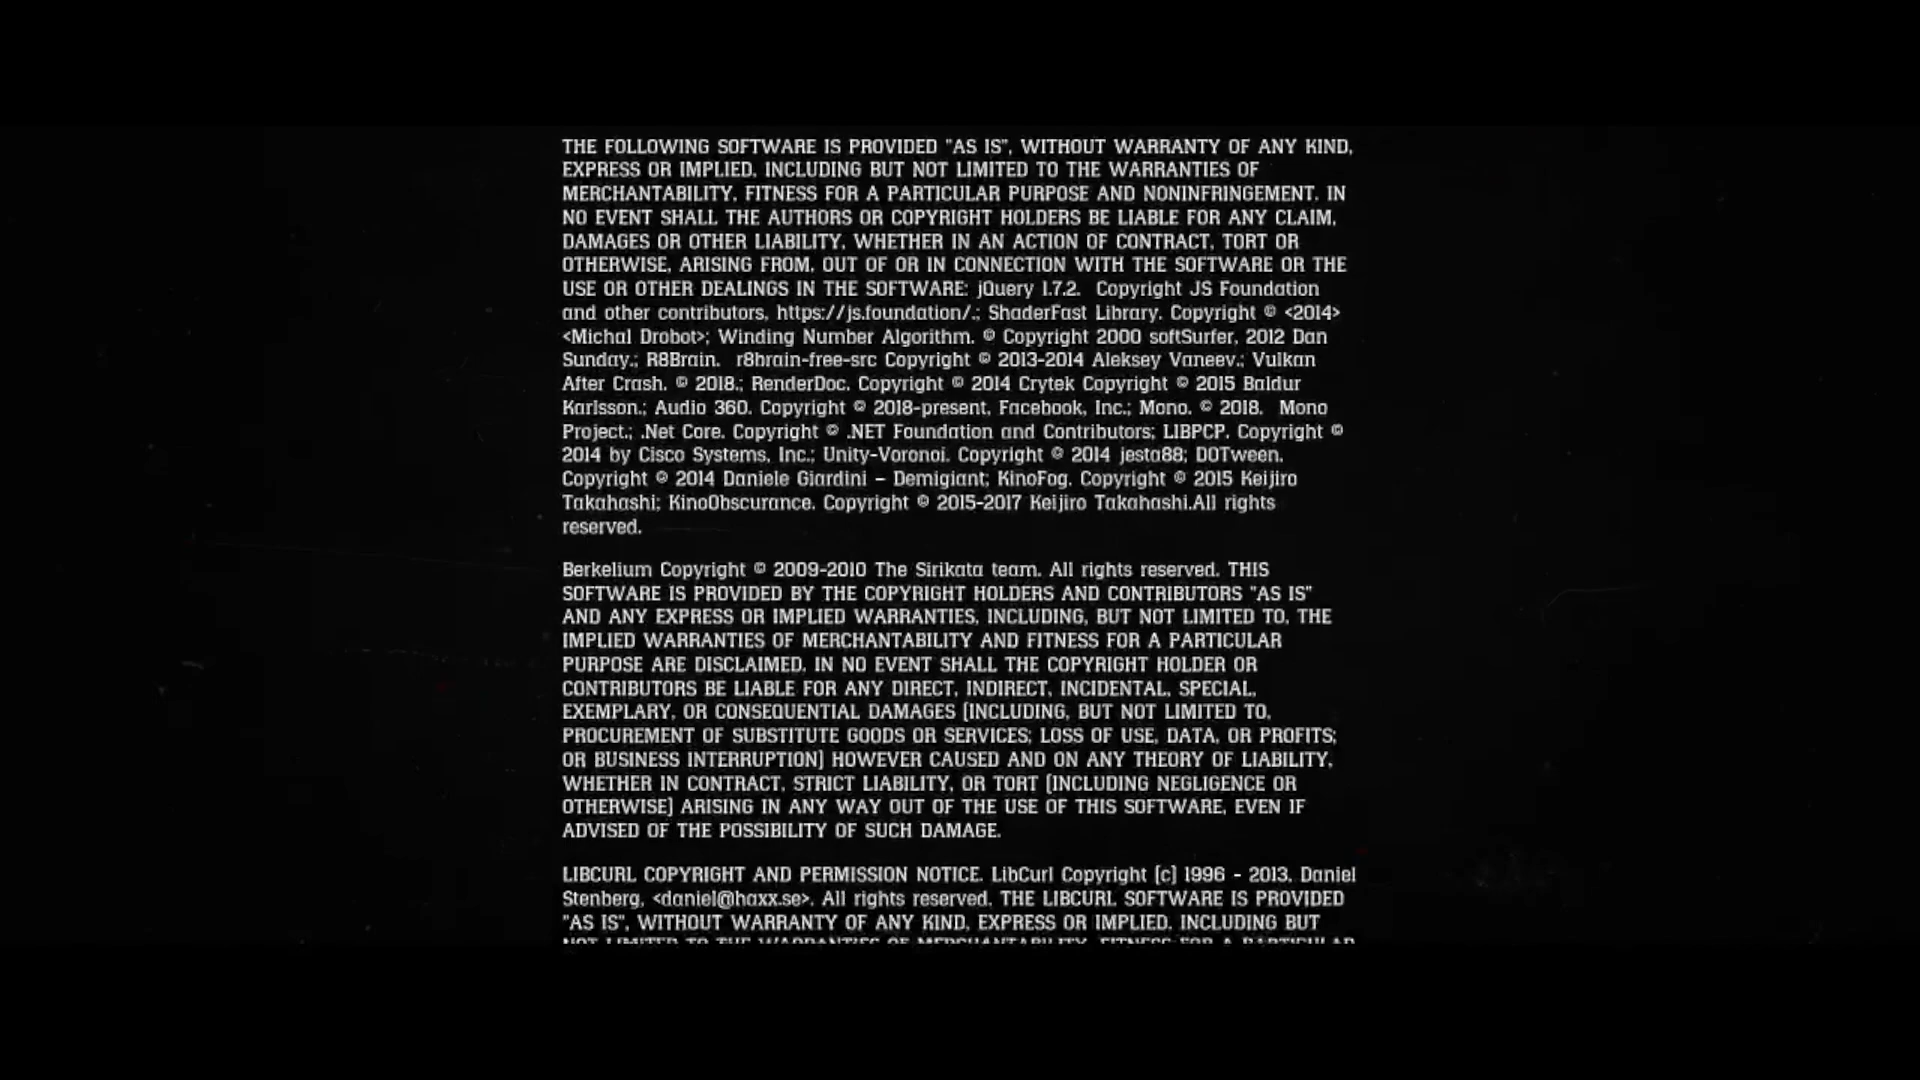 THE FOLLOWING SOFTWARE IS PROVIDED "AS IS", WITHOUT WARRANTY OF ANY KIND,
EXPRESS OR IMPLIED, INCLUDING BUT NOT LIMITED TO THE WARRANTIES OF
MERCHANTABILITY, FITNESS FOR A PARTICULAR PURPOSE AND NONINFRINGEMENT. IN
NO EVENT SHALL THE AUTHORS OR COPYRIGHT HOLDERS BE LIABLE FOR ANY CLAIM,
DAMAGES OR OTHER LIABILITY, WHETHER IN AN ACTION OF CONTRACT, TORT OR
OTHERWISE, ARISING FROM, OUT OF OR IN CONNECTION WITH THE SOFTWARE OR THE
USE OR OTHER DEALINGS IN THE SOFTWARE: jQuery 1.7.2.  Copyright JS Foundation
and other contributors, https://js.foundation/.; ShaderFast Library. Copyright © <2014>
<Michal Drobot>; Winding Number Algorithm. © Copyright 2000 softSurfer, 2012 Dan
Sunday.; R8Brain.  r8brain-free-src Copyright © 2013-2014 Aleksey Vaneev.; Vulkan
After Crash. © 2018.; RenderDoc. Copyright © 2014 Crytek Copyright © 2015 Baldur
Karlsson.; Audio 360. Copyright © 2018-present, Facebook, Inc.; Mono. © 2018.  Mono
Project.; .Net Core. Copyright © .NET Foundation and Contributors; LIBPCP. Copyright ©
2014 by Cisco Systems, Inc.; Unity-Voronoi. Copyright © 2014 jesta88; DOTween.
Copyright © 2014 Daniele Giardini – Demigiant; KinoFog. Copyright © 2015 Keijiro
Takahashi; KinoObscurance. Copyright © 2015-2017 Keijiro Takahashi.All rights
reserved.
Berkelium Copyright © 2009-2010 The Sirikata team. All rights reserved. THIS
SOFTWARE IS PROVIDED BY THE COPYRIGHT HOLDERS AND CONTRIBUTORS "AS IS"
AND ANY EXPRESS OR IMPLIED WARRANTIES, INCLUDING, BUT NOT LIMITED TO, THE
IMPLIED WARRANTIES OF MERCHANTABILITY AND FITNESS FOR A PARTICULAR
PURPOSE ARE DISCLAIMED. IN NO EVENT SHALL THE COPYRIGHT HOLDER OR
CONTRIBUTORS BE LIABLE FOR ANY DIRECT, INDIRECT, INCIDENTAL, SPECIAL,
EXEMPLARY, OR CONSEQUENTIAL DAMAGES (INCLUDING, BUT NOT LIMITED TO,
PROCUREMENT OF SUBSTITUTE GOODS OR SERVICES; LOSS OF USE, DATA, OR PROFITS;
OR BUSINESS INTERRUPTION) HOWEVER CAUSED AND ON ANY THEORY OF LIABILITY,
WHETHER IN CONTRACT, STRICT LIABILITY, OR TORT (INCLUDING NEGLIGENCE OR
OTHERWISE) ARISING IN ANY WAY OUT OF THE USE OF THIS SOFTWARE, EVEN IF
ADVISED OF THE POSSIBILITY OF SUCH DAMAGE.
LIBCURL COPYRIGHT AND PERMISSION NOTICE. LibCurl Copyright (c) 1996 - 2013, Daniel
Stenberg, <daniel@haxx.se>. All rights reserved. THE LIBCURL SOFTWARE IS PROVIDED
"AS IS", WITHOUT WARRANTY OF ANY KIND, EXPRESS OR IMPLIED, INCLUDING BUT
NOT LIMITED TO THE WARRANTIES OF MERCHANTABILITY, FITNESS FOR A PARTICULAR